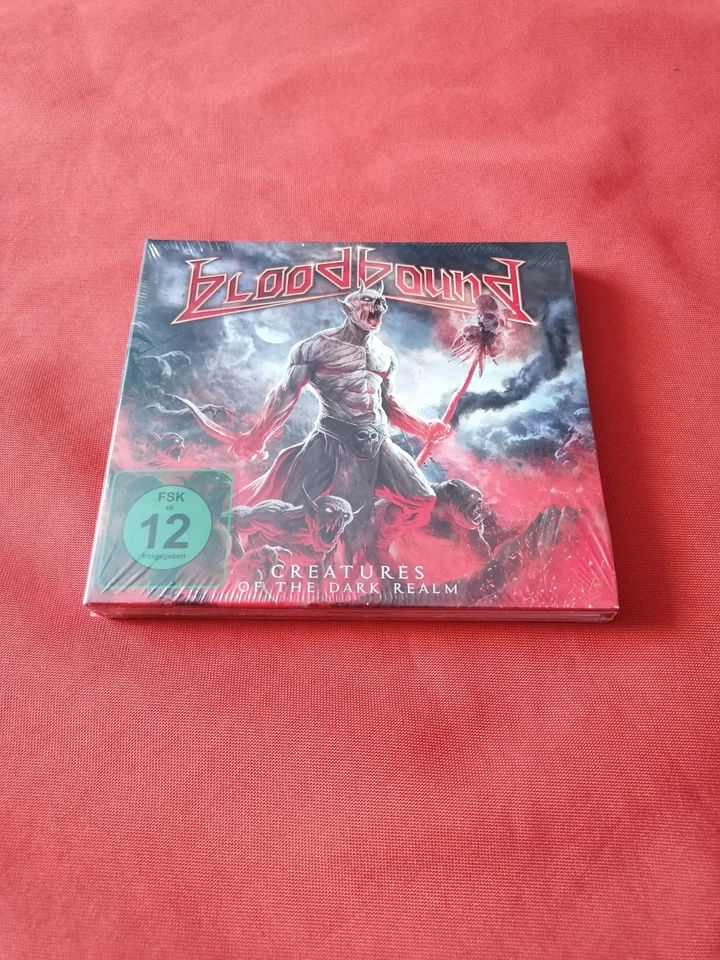 bloodbound
FSK
ab
12
freigegeben
CREATURES
OF THE DARK REALM